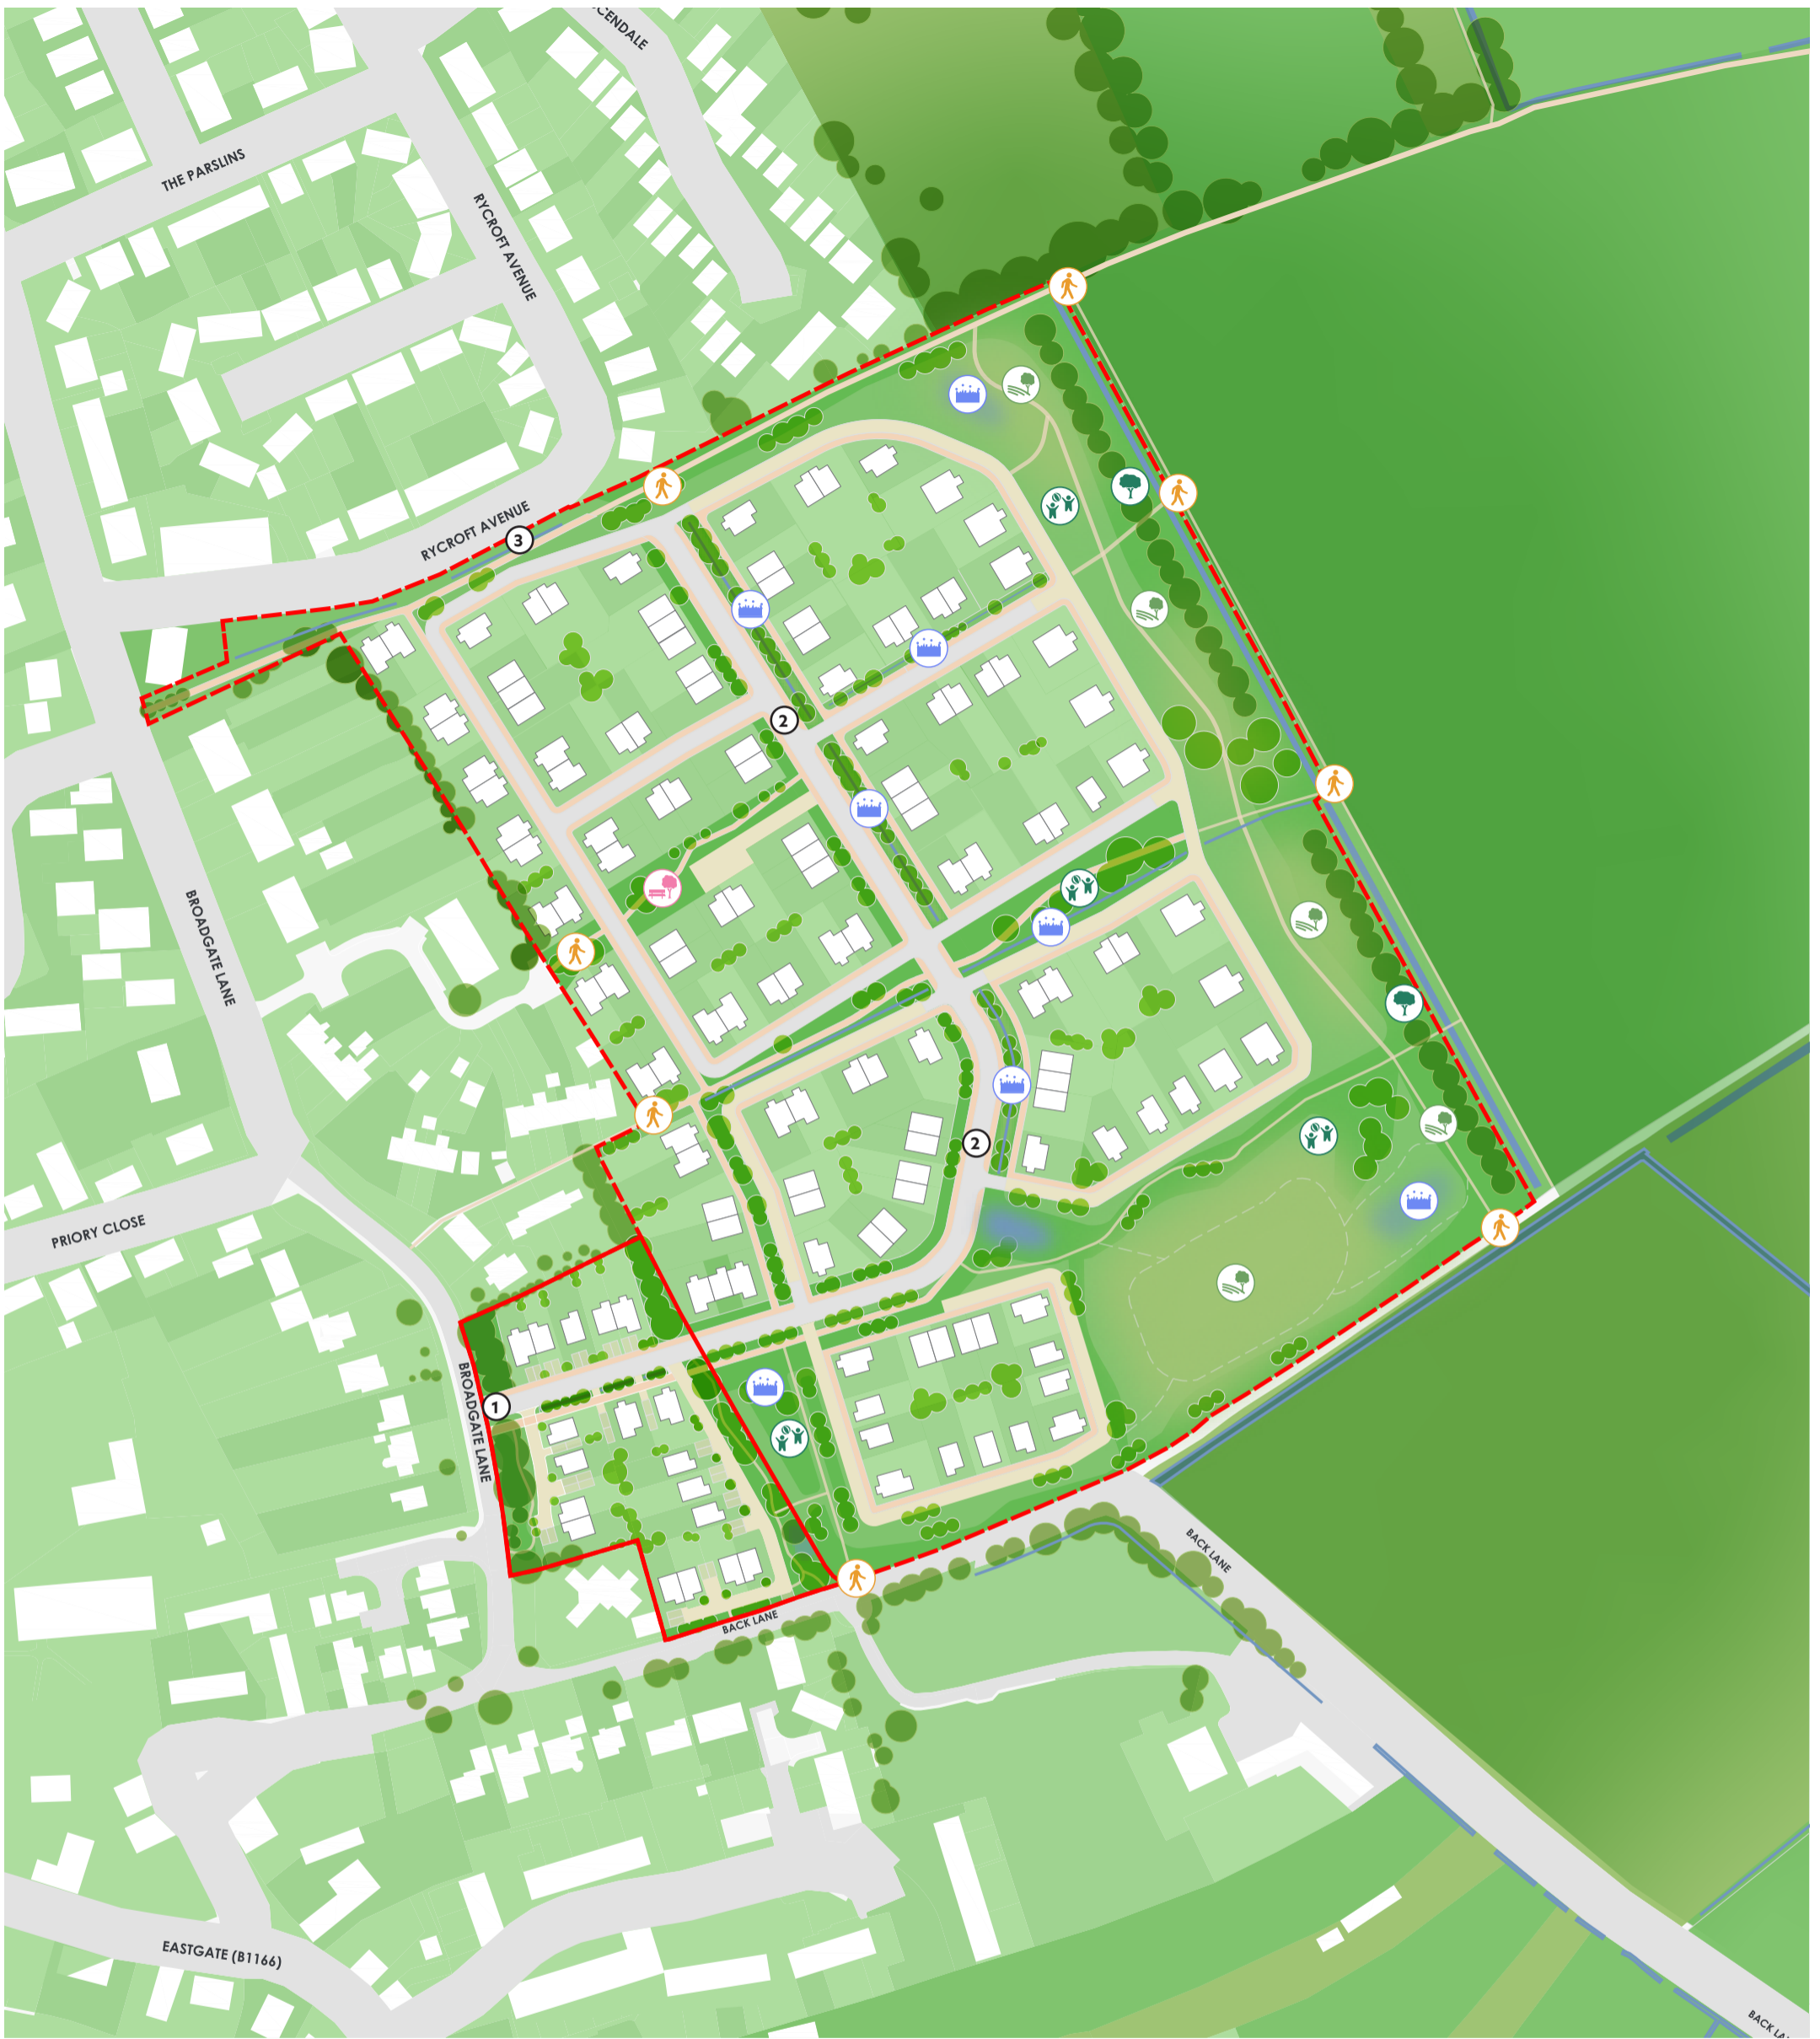 CENDALE
THE PARSLINS
RYCROFT AVENUE
RYCROFT AVENUE
3
2
BROADGATE LANE
2
PRIORY CLOSE
BROADGATE LANE
1
BACK LANE
BACK LANE
EASTGATE (B1166)
BACK LA